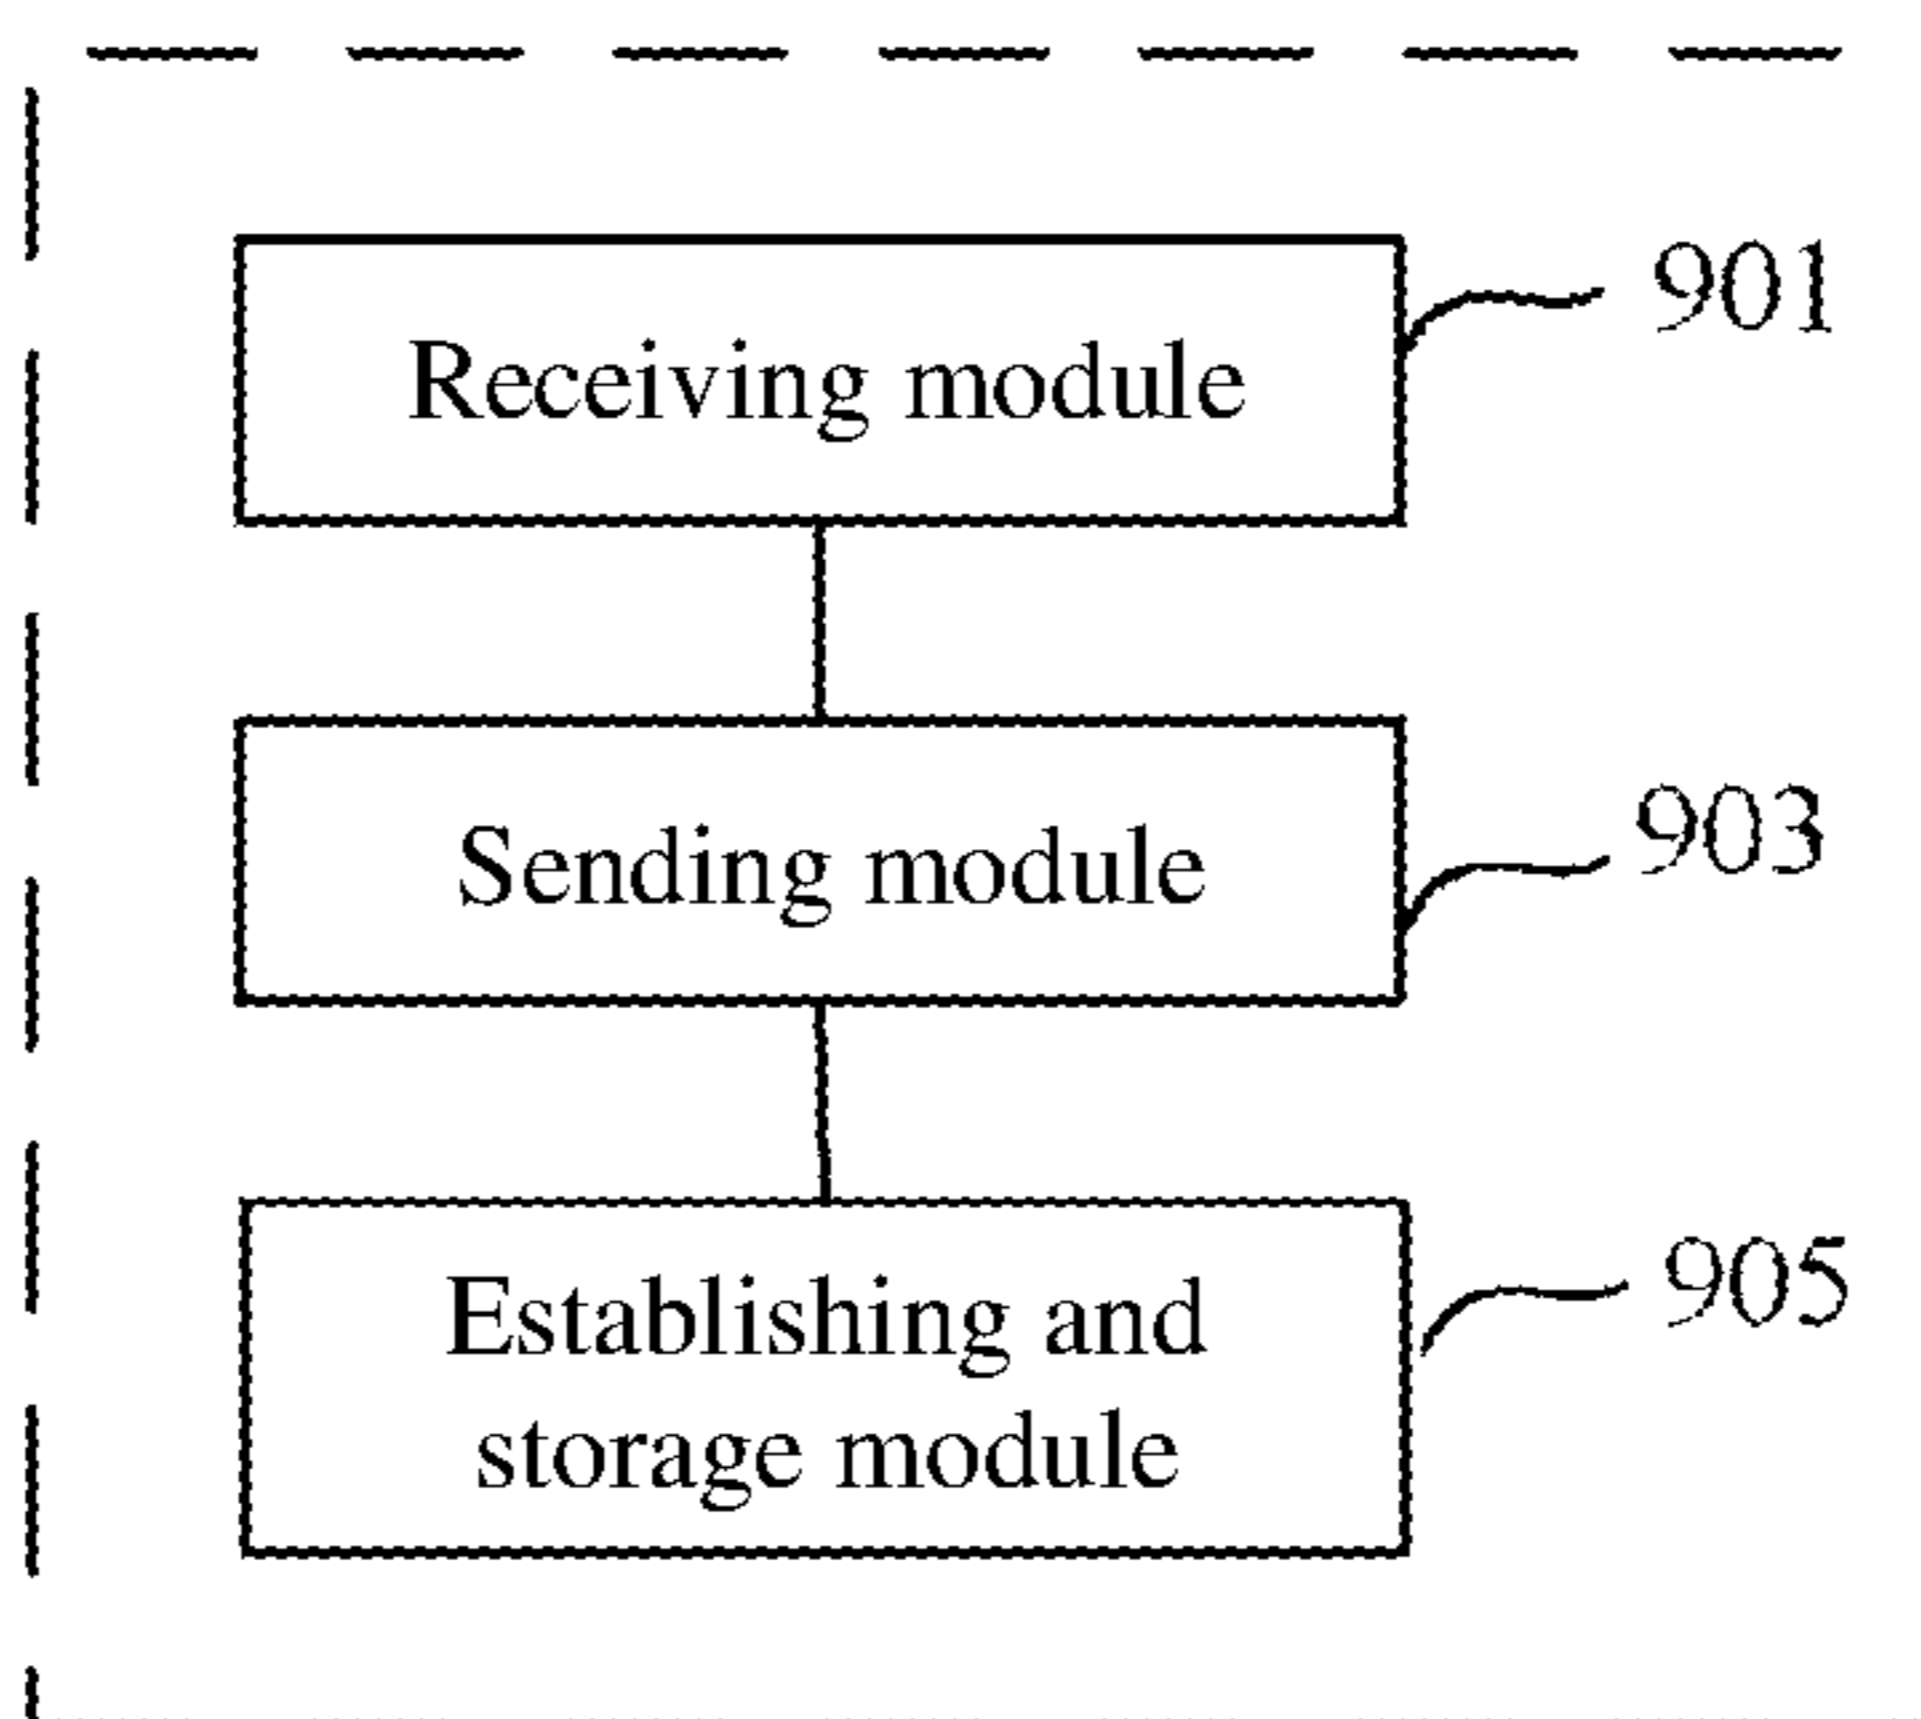 Receiving module
901
Sending module
903
Establishing and
storage module
905